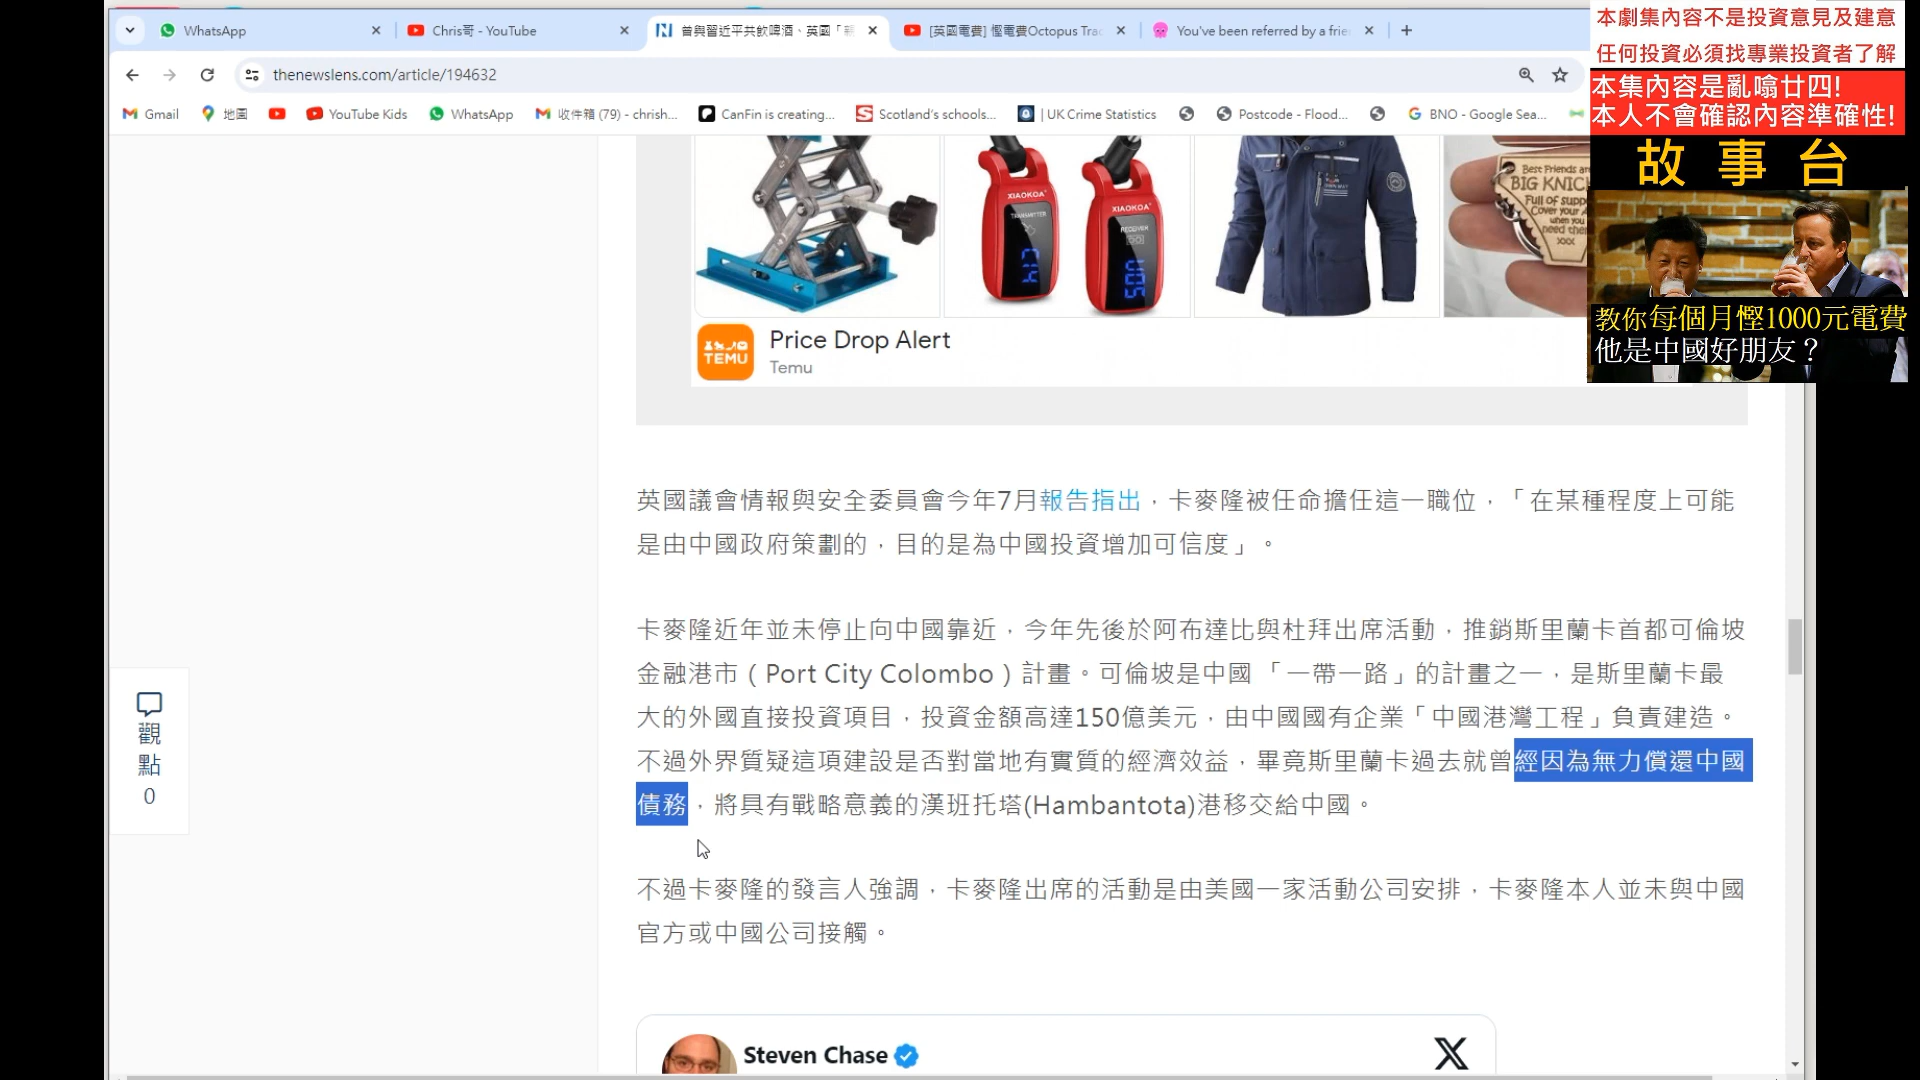 WhatsApp
Chris哥 - YouTube
曾與習近平共飲啤酒、英國「
[英國電費] 慳電費Octopus Trac
You've been referred by a frie
thenewslens.com/article/194632
Gmail
地圖
YouTube Kids
WhatsApp
收件箱 (79) - chrish...
CanFin is creating...
Scotland's schools...
| UK Crime Statistics
Postcode - Flood...
BNO - Google Sea...
本劇集內容不是投資意見及建意
任何投資必須找專業投資者了解
本集內容是亂噏廿四!
本人不會確認內容準確性!
故事台
教你每個月慳1000元電費
他是中國好朋友？
XIAOKOA
TRANSMITTER
XIAOKOA
RECEIVER
505
Best Friends
BIG KNIC
Full of supp
Cover your
when you
need the
xxx
TEMU
Price Drop Alert
Temu
英國議會情報與安全委員會今年7月報告指出，卡麥隆被任命擔任這一職位，「在某種程度上可能
是由中國政府策劃的，目的是為中國投資增加可信度」。
卡麥隆近年並未停止向中國靠近，今年先後於阿布達比與杜拜出席活動，推銷斯里蘭卡首都可倫坡
金融港市（Port City Colombo）計畫。可倫坡是中國「一帶一路」的計畫之一，是斯里蘭卡最
大的外國直接投資項目，投資金額高達150億美元，由中國國有企業「中國港灣工程」負責建造。
不過外界質疑這項建設是否對當地有實質的經濟效益，畢竟斯里蘭卡過去就曾經因為無力償還中國
債務，將具有戰略意義的漢班托塔(Hambantota)港移交給中國。
不過卡麥隆的發言人強調，卡麥隆出席的活動是由美國一家活動公司安排，卡麥隆本人並未與中國
官方或中國公司接觸。
觀
點
0
Steven Chase